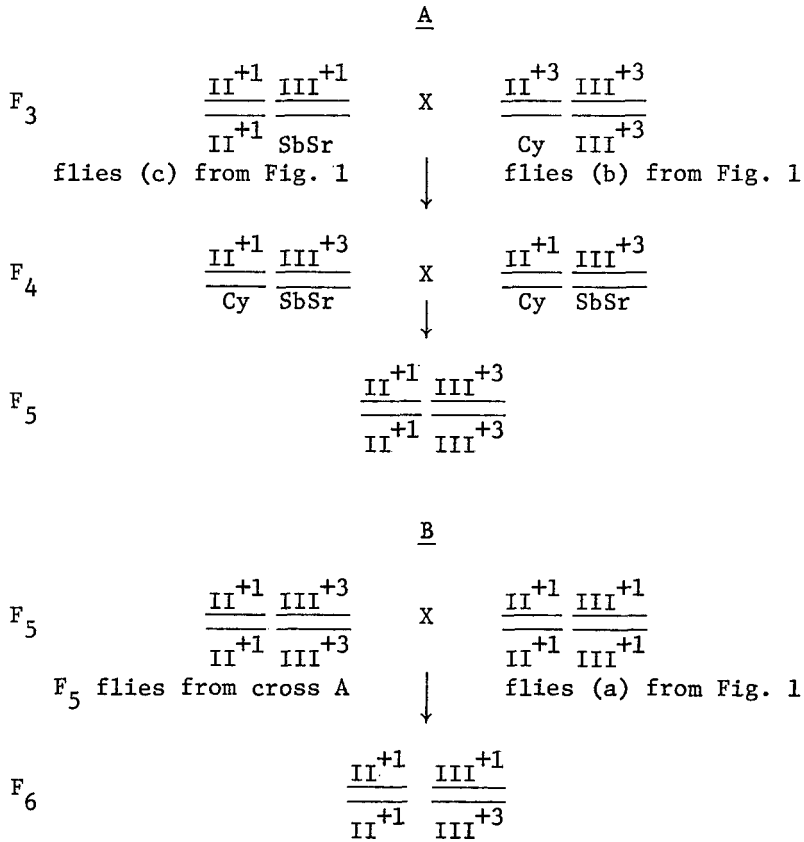 A
II+1 III+1 II+3 III+3
F3 X
II+1 SbSr Cy III+3
flies (c) from Fig. 1 flies (b) from Fig. 1
II+1 III+3 II+1 III+3
F4 X
Cy SbSr Cy SbSr
II+1 III+3
F5
II+1 III+3
B
II+1 III+3 II+1 III+1
F5 X
II+1 III+3 II+1 III+1
F5 flies from cross A flies (a) from Fig. 1
II+1 III+1
F6
II+1 III+3